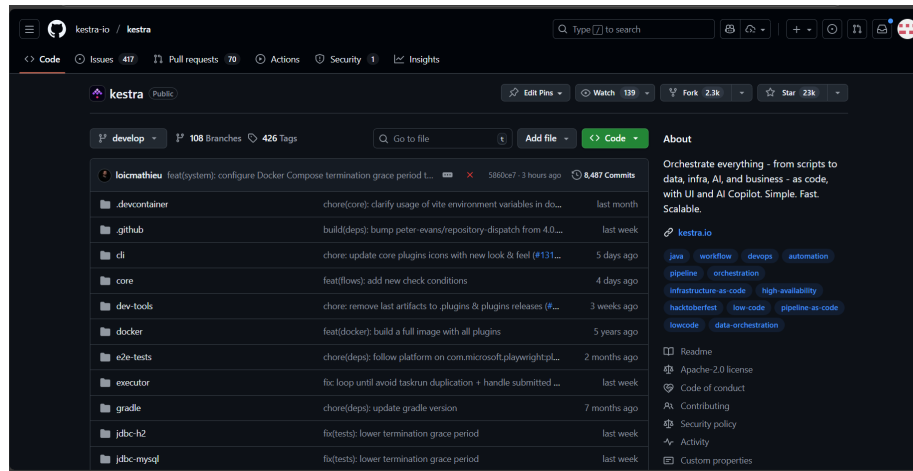 kestra-io / kestra
Type / to search
Code
Issues 417
Pull requests 70
Actions
Security 1
Insights
kestra Public
Edit Pins
Watch 139
Fork 2.3k
Star 23k
develop
108 Branches
426 Tags
Go to file
t
Add file
Code
loicmathieu feat(system): configure Docker Compose termination grace period t...
5860ce7 · 3 hours ago
8,487 Commits
.devcontainer chore(core): clarify usage of vite environment variables in do... last month
.github build(deps): bump peter-evans/repository-dispatch from 4.0.... last week
cli chore: update core plugins icons with new look & feel (#131... 5 days ago
core feat(flows): add new check conditions 4 days ago
dev-tools chore: remove last artifacts to .plugins & plugins releases (#... 3 weeks ago
docker feat(docker): build a full image with all plugins 5 years ago
e2e-tests chore(deps): follow platform on com.microsoft.playwright:pl... 2 months ago
executor fix: loop until avoid taskrun duplication + handle submitted ... last week
gradle chore(deps): update gradle version 7 months ago
jdbc-h2 fix(tests): lower termination grace period last week
jdbc-mysql fix(tests): lower termination grace period last week
About
Orchestrate everything - from scripts to
data, infra, AI, and business - as code,
with UI and AI Copilot. Simple. Fast.
Scalable.
kestra.io
java workflow devops automation
pipeline orchestration
infrastructure-as-code high-availability
hacktoberfest low-code pipeline-as-code
lowcode data-orchestration
Readme
Apache-2.0 license
Code of conduct
Contributing
Security policy
Activity
Custom properties